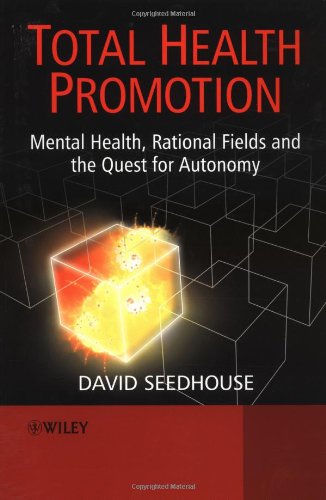 TOTAL HEALTH
PROMOTION
Mental Health, Rational Fields and
the Quest for Autonomy
DAVID SEEDHOUSE
WILEY